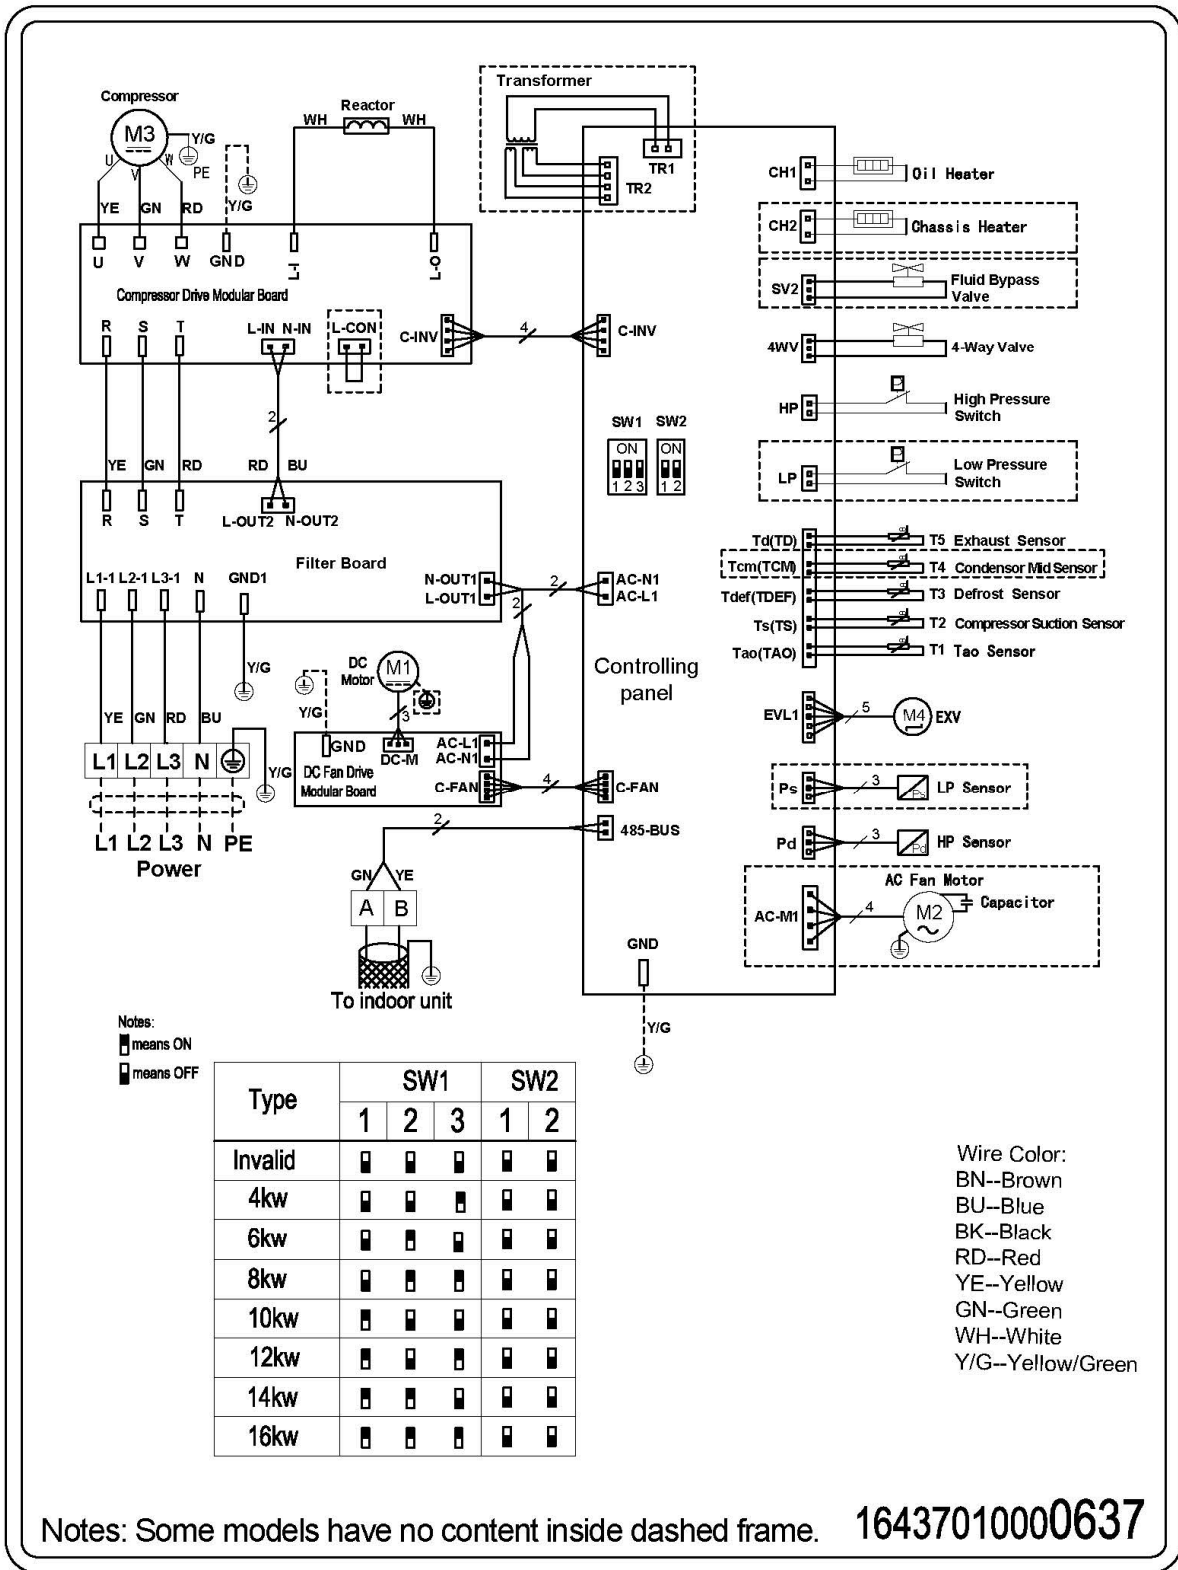 Compressor
M3
U
V
W
Y/G
PE
YE
GN
RD
Y/G
WH
Reactor
WH
Transformer
TR1
TR2
U
V
W
GND
L-I
L-O
Compressor Drive Modular Board
R
S
T
L-IN
N-IN
L-CON
C-INV
4
C-INV
2
YE
GN
RD
RD
BU
R
S
T
L-OUT2
N-OUT2
Filter Board
L1-1
L2-1
L3-1
N
GND1
N-OUT1
L-OUT1
2
2
AC-N1
AC-L1
Y/G
YE
GN
RD
BU
L1
L2
L3
N
Y/G
L1 L2 L3 N PE
Power
DC
Motor
M1
Y/G
3
GND
DC-M
AC-L1
AC-N1
DC Fan Drive
Modular Board
C-FAN
4
C-FAN
2
485-BUS
GN
YE
A
B
To indoor unit
SW1
SW2
ON
ON
1 2 3
1 2
Controlling
panel
GND
Y/G
CH1
Oil Heater
CH2
Chassis Heater
SV2
Fluid Bypass
Valve
4WV
4-Way Valve
HP
P
High Pressure
Switch
LP
P
Low Pressure
Switch
Td(TD)
T5 Exhaust Sensor
Tcm(TCM)
T4 Condensor Mid Sensor
Tdef(TDEF)
T3 Defrost Sensor
Ts(TS)
T2 Compressor Suction Sensor
Tao(TAO)
T1 Tao Sensor
EVL1
5
M4
EXV
Ps
3
Ps
LP Sensor
Pd
3
Pd
HP Sensor
AC Fan Motor
AC-M1
4
M2
Capacitor
Notes:
means ON
means OFF
Type
SW1
SW2
1 2 3 1 2
Invalid
4kw
6kw
8kw
10kw
12kw
14kw
16kw
Wire Color:
BN--Brown
BU--Blue
BK--Black
RD--Red
YE--Yellow
GN--Green
WH--White
Y/G--Yellow/Green
Notes: Some models have no content inside dashed frame.
16437010000637